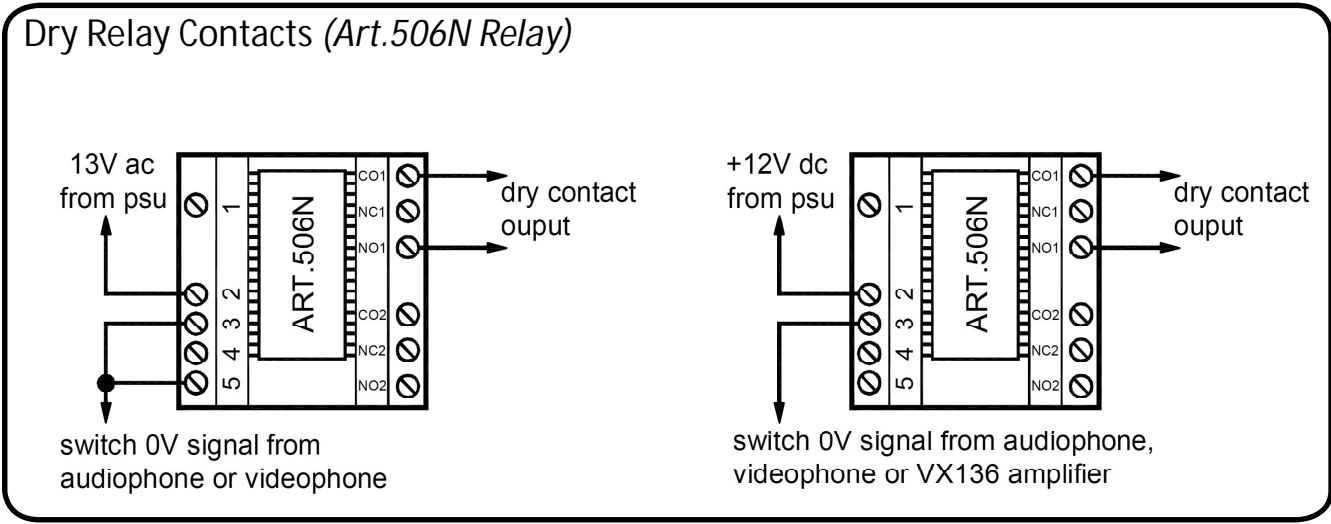 Dry Relay Contacts (Art.506N Relay)
13V ac
from psu
1
2
3
4
5
ART.506N
CO1
NC1
NO1
CO2
NC2
NO2
dry contact
ouput
switch 0V signal from
audiophone or videophone
+12V dc
from psu
1
2
3
4
5
ART.506N
CO1
NC1
NO1
CO2
NC2
NO2
dry contact
ouput
switch 0V signal from audiophone,
videophone or VX136 amplifier